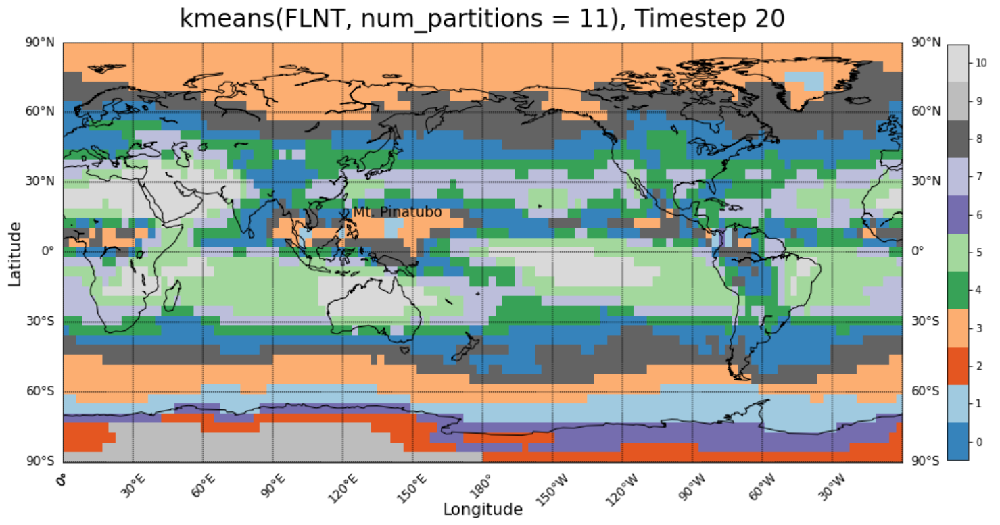 kmeans(FLNT, num_partitions = 11), Timestep 20
90°N
90°N
10
9
60°N
60°N
8
7
30°N
30°N
Mt. Pinatubo
6
Latitude
0°
0°
5
4
30°S
30°S
3
2
60°S
60°S
1
0
90°S
90°S
0°
30°E
60°E
90°E
120°E
150°E
180°
150°W
120°W
90°W
60°W
30°W
Longitude